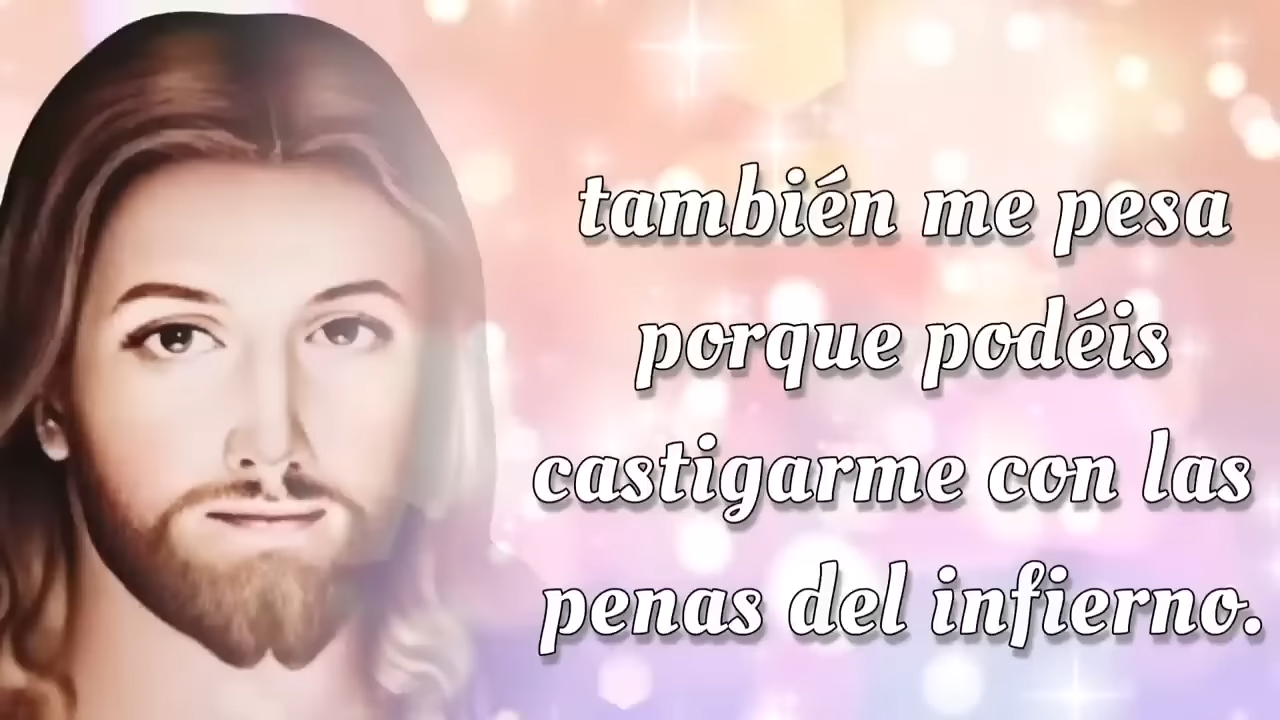 también me pesa
porque podéis
castigarme con las
penas del infierno.